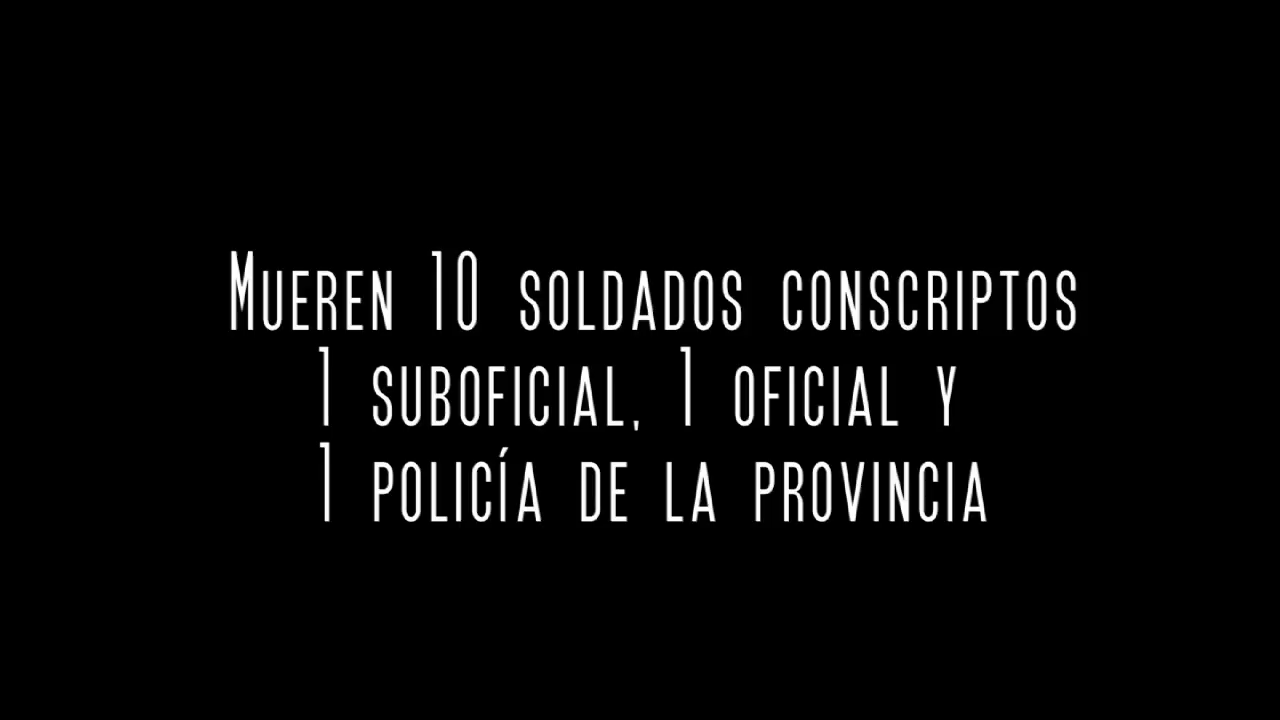 Mueren 10 soldados conscriptos
1 suboficial, 1 oficial y
1 policía de la provincia